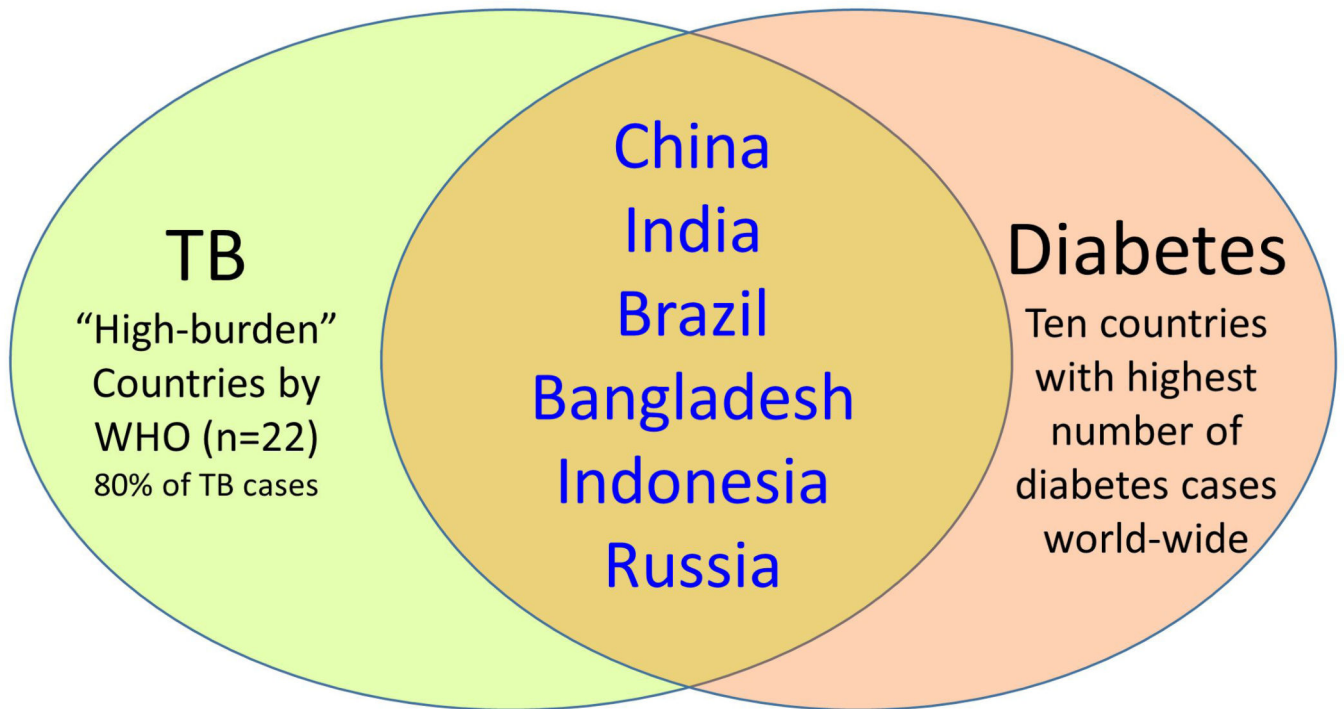 TB
“High-burden”
Countries by
WHO (n=22)
80% of TB cases
China
India
Brazil
Bangladesh
Indonesia
Russia
Diabetes
Ten countries
with highest
number of
diabetes cases
world-wide